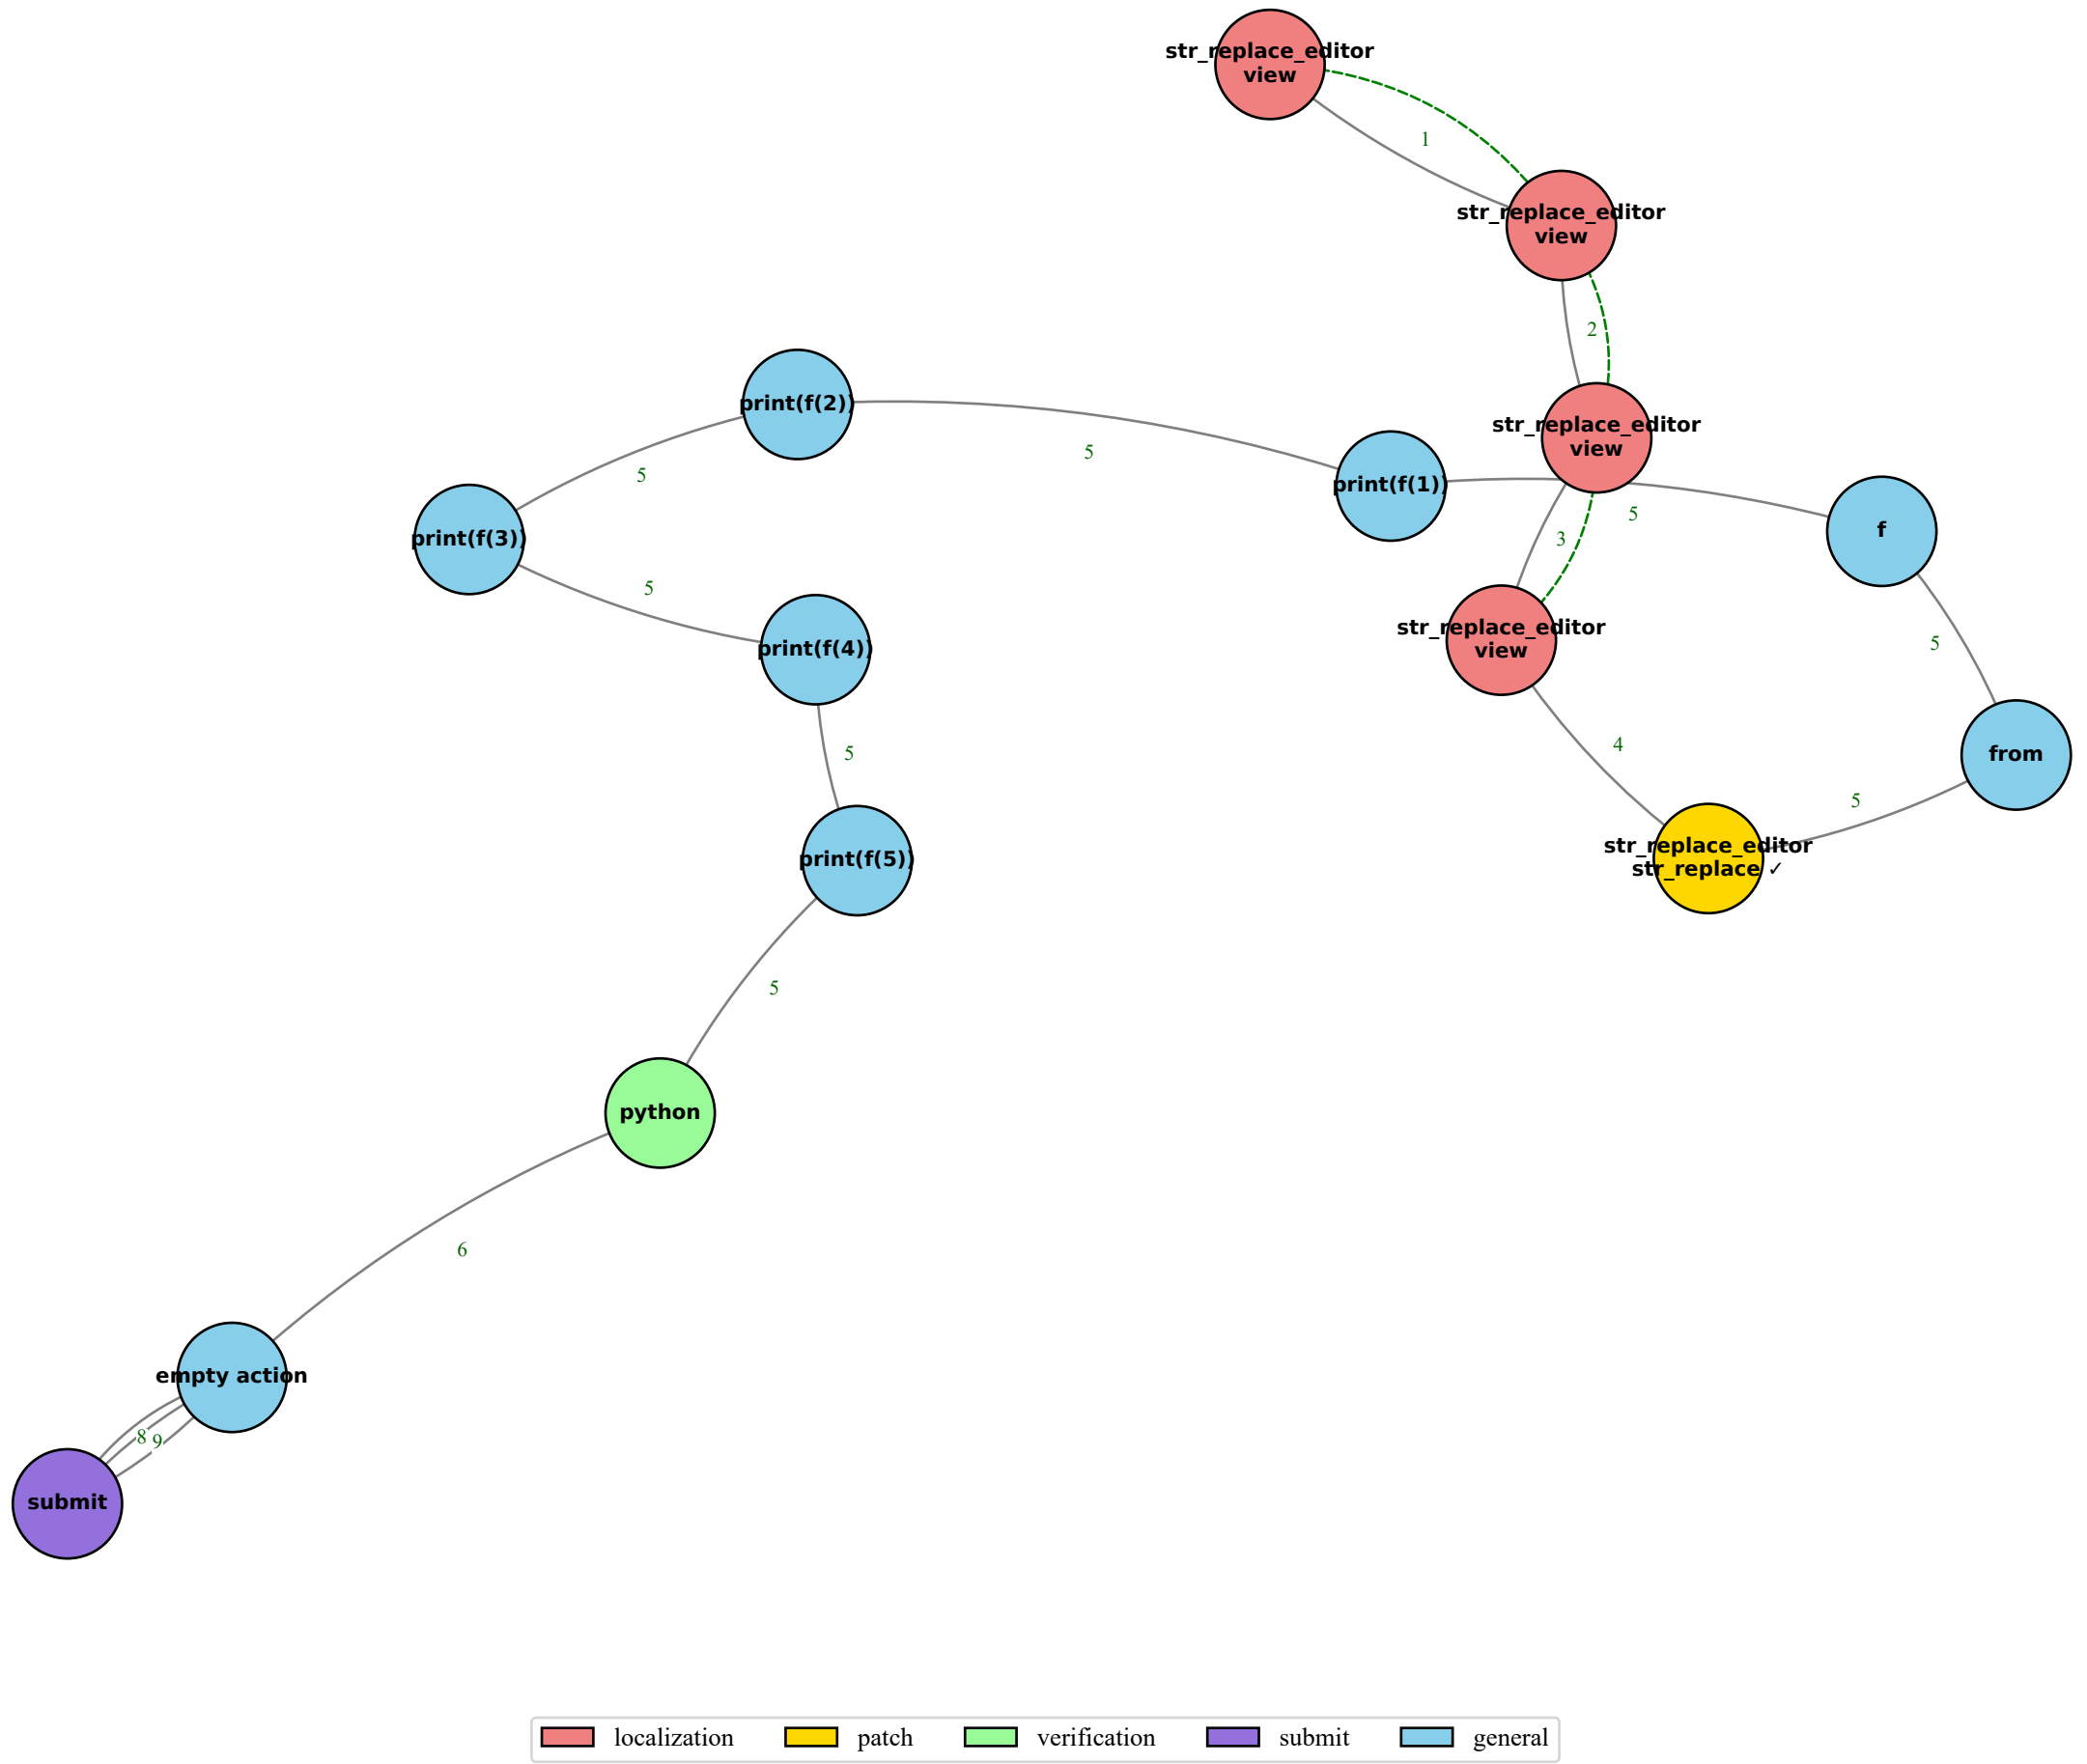 str_replace_editor
view
1
str_replace_editor
view
2
str_replace_editor
view
print(f(2))
5
print(f(1))
5
f
5
print(f(3))
3
5
str_replace_editor
view
5
print(f(4))
4
from
5
5
str_replace_editor
str_replace ✓
print(f(5))
5
python
6
empty action
8
9
submit
localization
patch
verification
submit
general